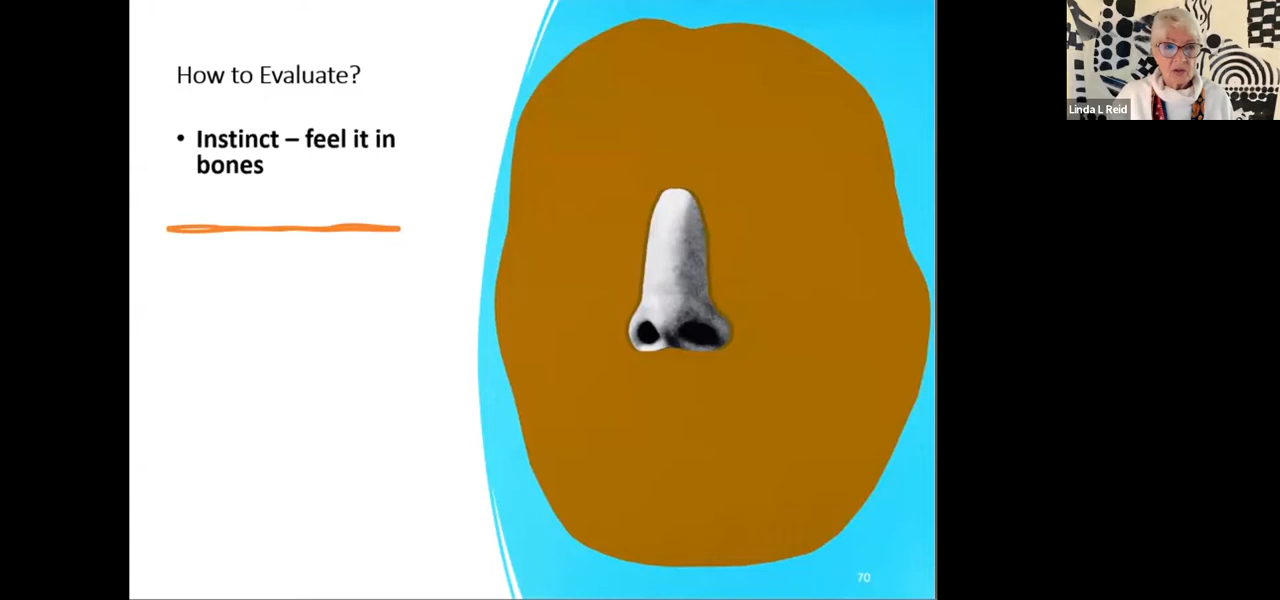 How to Evaluate?
• Instinct – feel it in
bones
70
Linda L Reid